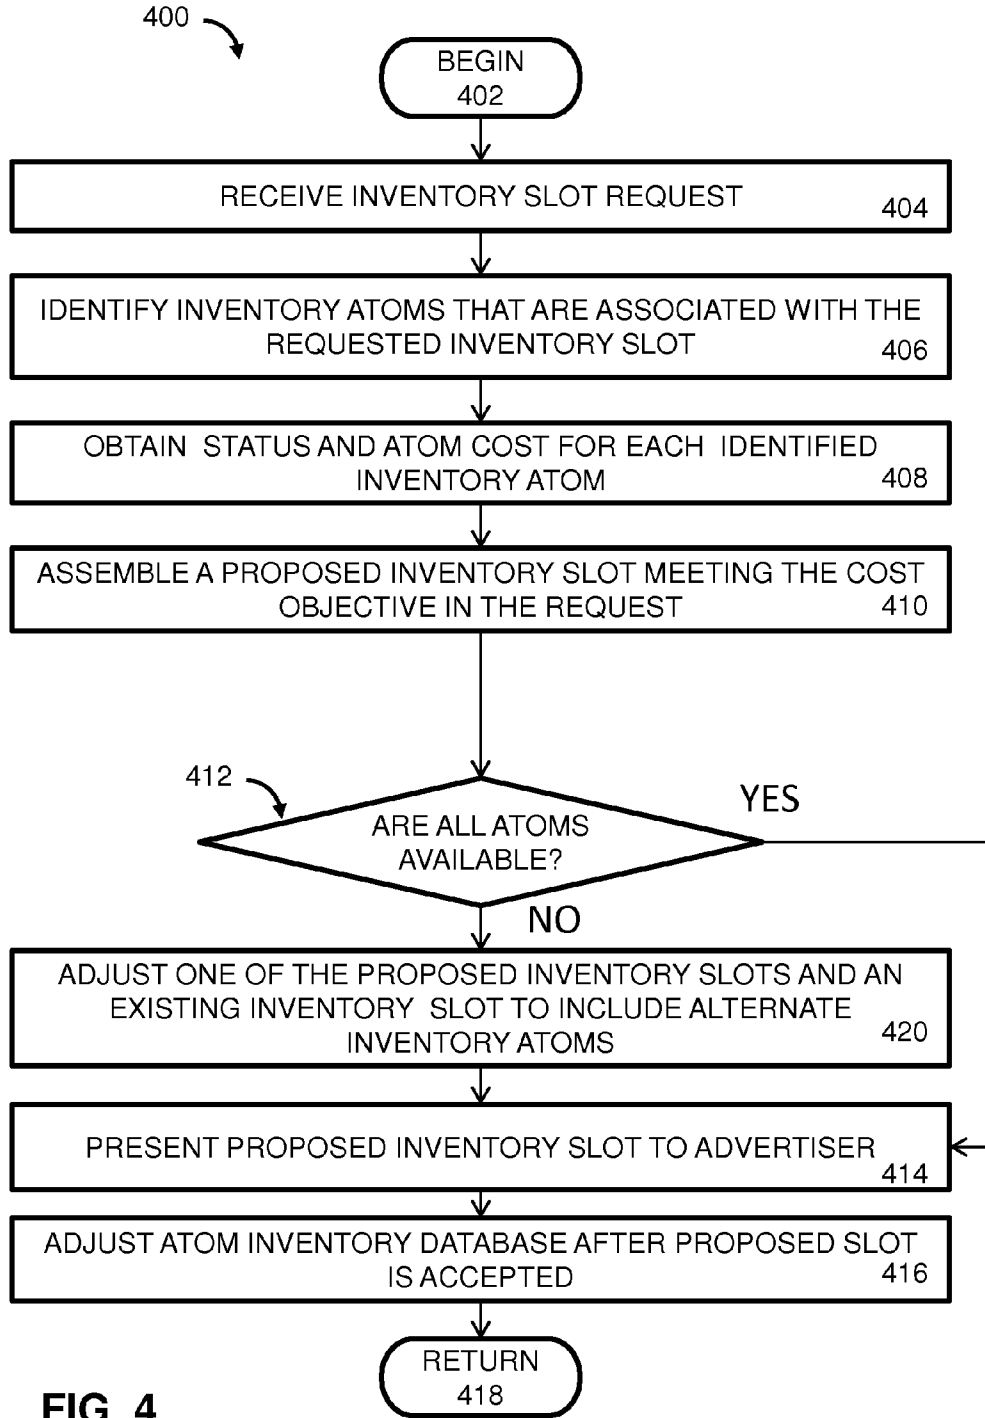 400
BEGIN
402
RECEIVE INVENTORY SLOT REQUEST
404
IDENTIFY INVENTORY ATOMS THAT ARE ASSOCIATED WITH THE
REQUESTED INVENTORY SLOT
406
OBTAIN STATUS AND ATOM COST FOR EACH IDENTIFIED
INVENTORY ATOM
408
ASSEMBLE A PROPOSED INVENTORY SLOT MEETING THE COST
OBJECTIVE IN THE REQUEST
410
412
ARE ALL ATOMS
AVAILABLE?
YES
NO
ADJUST ONE OF THE PROPOSED INVENTORY SLOTS AND AN
EXISTING INVENTORY SLOT TO INCLUDE ALTERNATE
INVENTORY ATOMS
420
PRESENT PROPOSED INVENTORY SLOT TO ADVERTISER
414
ADJUST ATOM INVENTORY DATABASE AFTER PROPOSED SLOT
IS ACCEPTED
416
RETURN
418
FIG. 4